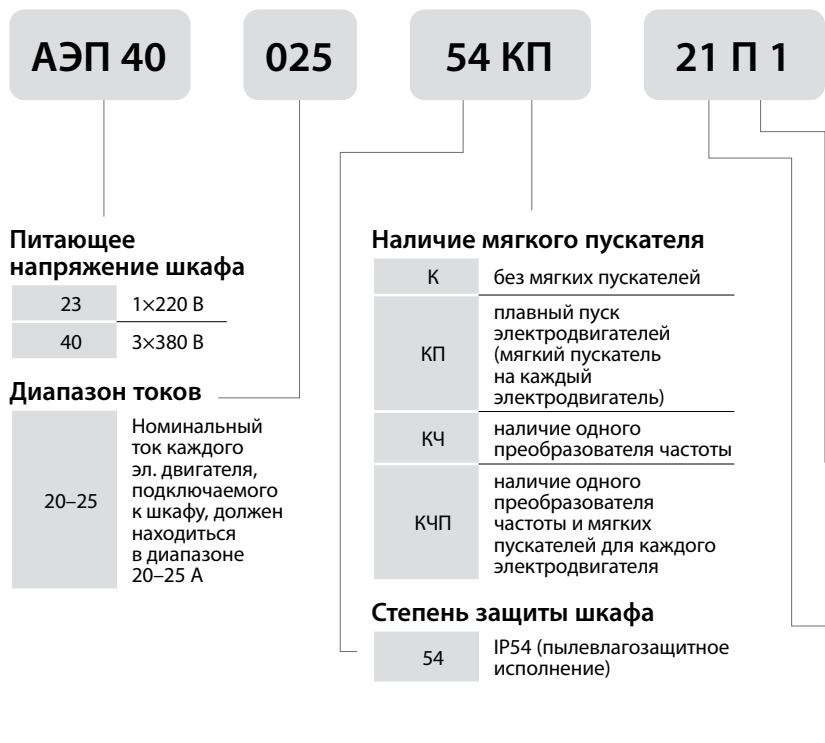 АЭП 40
025
54 КП
21 П 1
Питающее
напряжение шкафа
23 1×220 В
40 3×380 В
Диапазон токов
20–25
Номинальный
ток каждого
эл. двигателя,
подключаемого
к шкафу, должен
находиться
в диапазоне
20–25 А
Наличие мягкого пускателя
К без мягких пускателей
КП
плавный пуск
электродвигателей
(мягкий пускатель
на каждый
электродвигатель)
КЧ
наличие одного
преобразователя частоты
КЧП
наличие одного
преобразователя
частоты и мягких
пускателей для каждого
электродвигателя
Степень защиты шкафа
54
IP54 (пылевлагозащитное
исполнение)